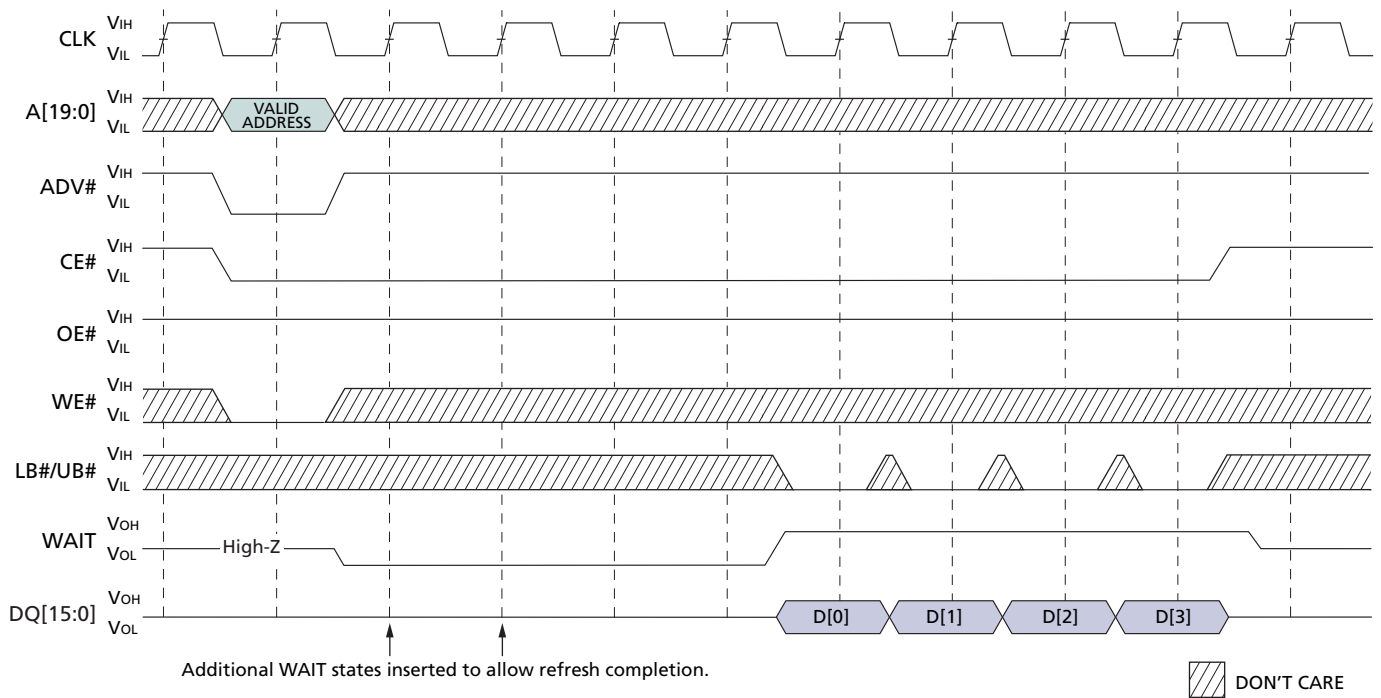 CLK VIH
VIL
A[19:0] VIH
VIL
VALID
ADDRESS
ADV# VIH
VIL
CE# VIH
VIL
OE# VIH
VIL
WE# VIH
VIL
LB#/UB# VIH
VIL
WAIT VOH
VOL
High-Z
DQ[15:0] VOH
VOL
D[0] D[1] D[2] D[3]
Additional WAIT states inserted to allow refresh completion.
DON'T CARE